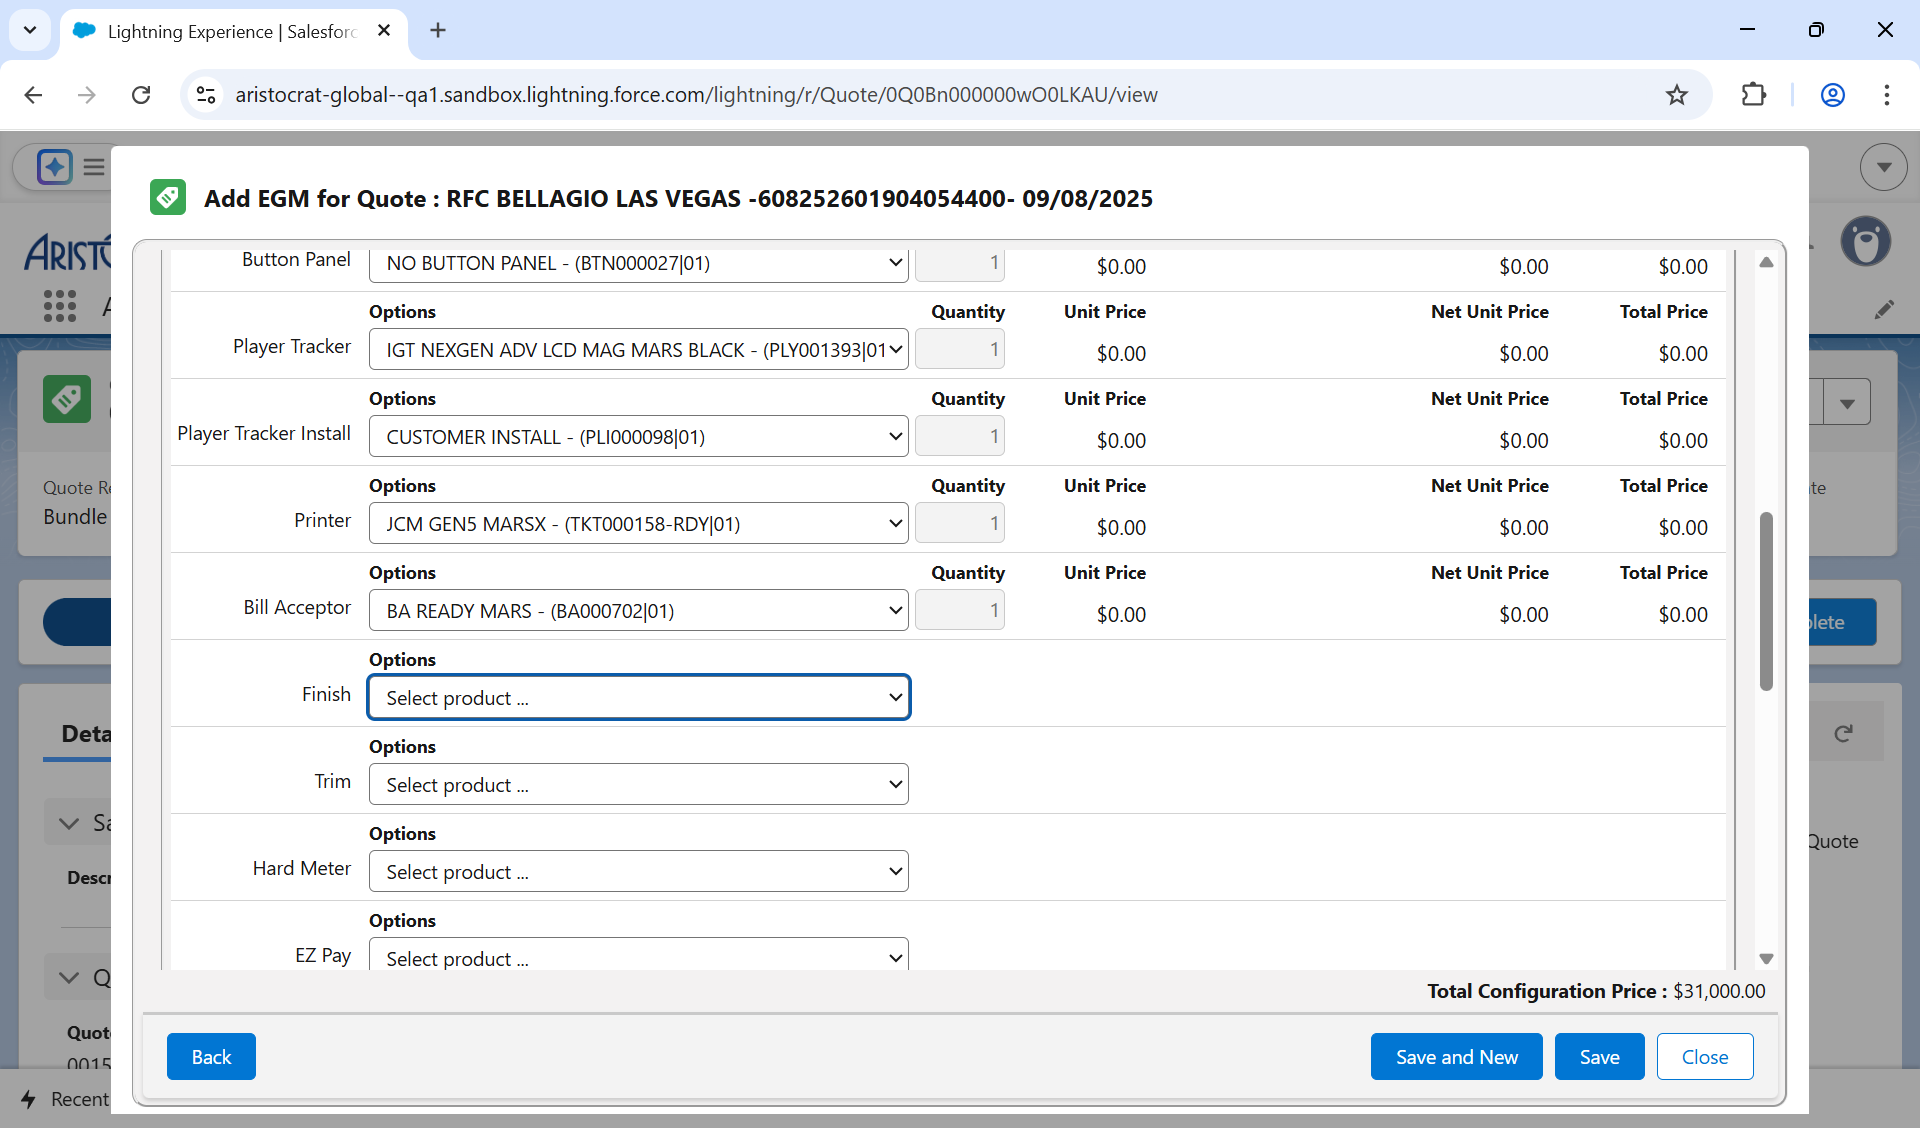 Lightning Experience | Salesforc
aristocrat-global--qa1.sandbox.lightning.force.com/lightning/r/Quote/0Q0Bn000000wO0LKAU/view
Add EGM for Quote : RFC BELLAGIO LAS VEGAS -608252601904054400- 09/08/2025
Button Panel NO BUTTON PANEL - (BTN000027|01) 1 $0.00 $0.00 $0.00
Options Quantity Unit Price Net Unit Price Total Price
Player Tracker IGT NEXGEN ADV LCD MAG MARS BLACK - (PLY001393|01 1 $0.00 $0.00 $0.00
Options Quantity Unit Price Net Unit Price Total Price
Player Tracker Install CUSTOMER INSTALL - (PLI000098|01) 1 $0.00 $0.00 $0.00
Options Quantity Unit Price Net Unit Price Total Price
Printer JCM GEN5 MARSX - (TKT000158-RDY|01) 1 $0.00 $0.00 $0.00
Options Quantity Unit Price Net Unit Price Total Price
Bill Acceptor BA READY MARS - (BA000702|01) 1 $0.00 $0.00 $0.00
Options
Finish Select product ...
Options
Trim Select product ...
Options
Hard Meter Select product ...
Options
EZ Pay Select product ...
Total Configuration Price : $31,000.00
Back Save and New Save Close
ARISTO
Quote Re
Bundle
Deta
Sa
Descr
Q
Quot
0015
Recent
te
lete
Quote